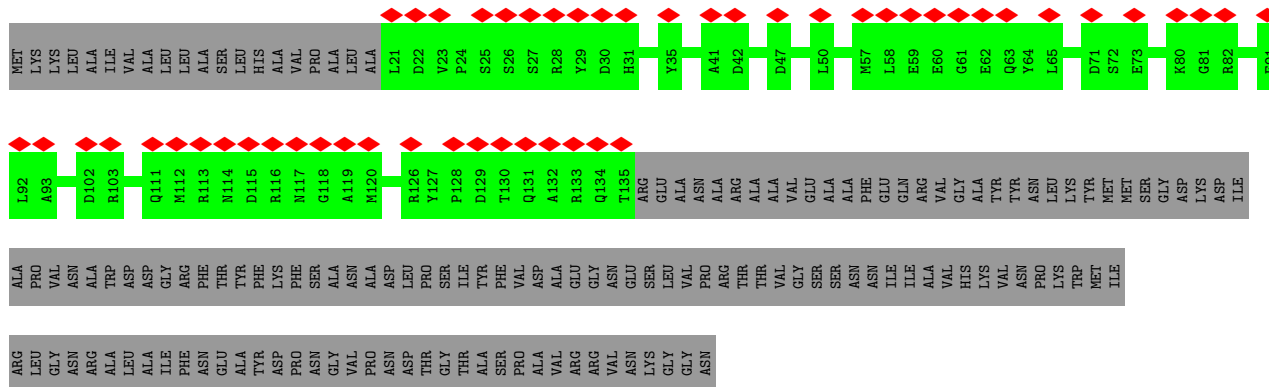 MET LYS LYS LEU ALA ILE VAL ALA LEU LEU ALA SER LEU HIS ALA VAL PRO ALA LEU ALA L21 D22 V23 P24 S25 S26 S27 R28 Y29 D30 H31 Y35 A41 D42 D47 L50 M57 L58 E59 E60 G61 E62 Q63 Y64 L65 D71 S72 E73 K80 G81 R82
L92 A93 D102 R103 Q111 M112 R113 N114 D115 R116 N117 G118 A119 M120 R126 Y127 P128 D129 T130 Q131 A132 R133 Q134 T135 ARG GLU ALA ASN ALA ARG ALA ALA VAL GLU ALA ALA PHE GLU GLN ARG VAL GLY ALA TYR TYR ASN LEU LYS TYR MET MET SER GLY ASP LYS ASP ILE
ALA PRO VAL ASN ALA TRP ASP ASP GLY ARG PHE THR TYR PHE LYS PHE SER ALA ASN ALA ASP LEU PRO SER ILE TYR PHE VAL ASP ALA GLU GLY ASN GLU SER LEU VAL PRO ARG THR THR VAL GLY SER SER ASN ASN ILE ILE ALA VAL HIS LYS VAL ASN PRO LYS TRP MET ILE
ARG LEU GLY ASN ARG ALA LEU ALA ILE PHE ASN GLU ALA TYR ASP PRO ASN GLY VAL PRO ASN ASP THR GLY THR ALA SER PRO ALA VAL ARG ARG VAL ASN LYS GLY GLY ASN